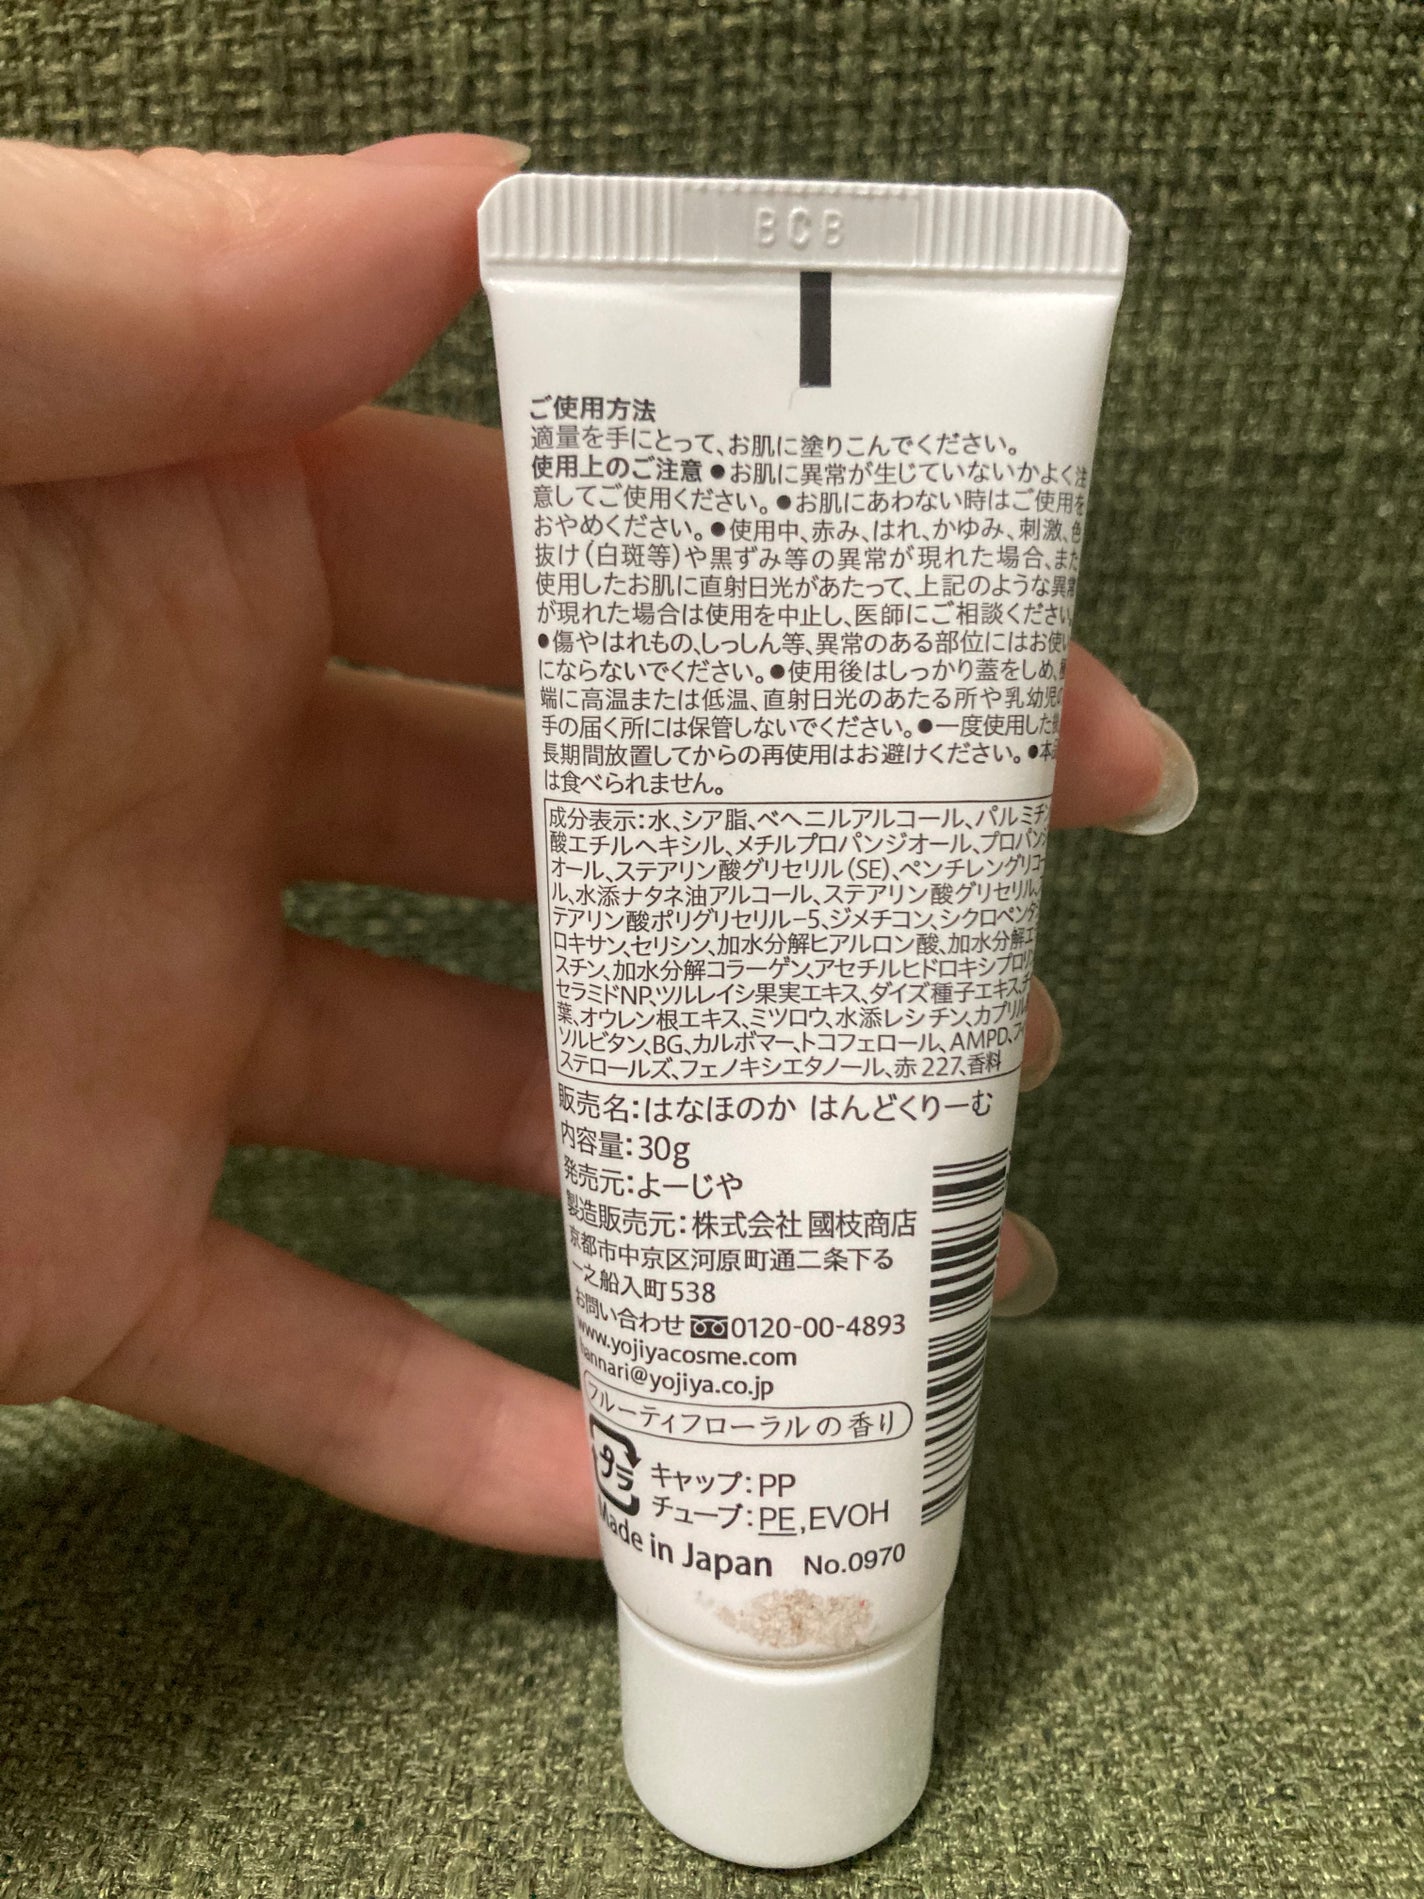 BCB
ご使用方法
適量を手にとって、お肌に塗りこんでください。
使用上のご注意 ●お肌に異常が生じていないかよく注
意してご使用ください。●お肌にあわない時はご使用を
おやめください。●使用中、赤み、はれ、かゆみ、刺激、色
抜け(白斑等)や黒ずみ等の異常が現れた場合、また
使用したお肌に直射日光があたって、上記のような異常
が現れた場合は使用を中止し、医師にご相談ください。
●傷やはれもの、しっしん等、異常のある部位にはお使い
にならないでください。●使用後はしっかり蓋をしめ、極
端に高温または低温、直射日光のあたる所や乳幼児の
手の届く所には保管しないでください。●一度使用した後、
長期間放置してからの再使用はお避けください。●本品
は食べられません。
成分表示:水、シア脂、ベヘニルアルコール、パルミチン
酸エチルヘキシル、メチルプロパンジオール、プロパンジ
オール、ステアリン酸グリセリル(SE)、ペンチレングリコー
ル、水添ナタネ油アルコール、ステアリン酸グリセリル、
テアリン酸ポリグリセリル-5、ジメチコン、シクロペンタ
ロキサン、セリシン、加水分解ヒアルロン酸、加水分解エ
スチン、加水分解コラーゲン、アセチルヒドロキシプロリン、
セラミドNP、ツルレイシ果実エキス、ダイズ種子エキス、チ
葉、オウレン根エキス、ミツロウ、水添レシチン、カプリル
ソルビタン、BG、カルボマー、トコフェロール、AMPD、フィ
ステロールズ、フェノキシエタノール、赤227、香料
販売名:はなほのか はんどくりーむ
内容量:30g
発売元:よーじや
製造販売元:株式会社 國枝商店
京都市中京区河原町通二条下る
一之船入町538
お問い合わせ 0120-00-4893
www.yojiyacosme.com
hannari@yojiya.co.jp
フルーティフローラルの香り
プラ
キャップ:PP
チューブ:PE,EVOH
Made in Japan No.0970